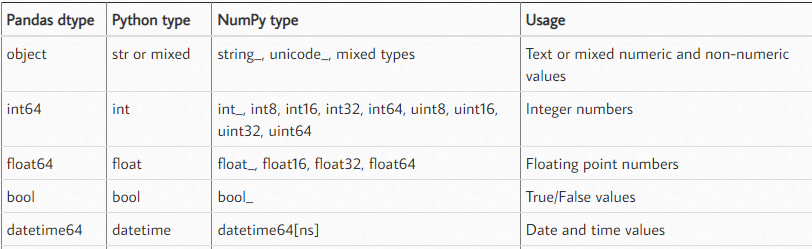 Pandas dtype Python type NumPy type Usage
object str or mixed string_, unicode_, mixed types Text or mixed numeric and non-numeric
values
int64 int int_, int8, int16, int32, int64, uint8, uint16, Integer numbers
uint32, uint64
float64 float float_, float16, float32, float64 Floating point numbers
bool bool bool_ True/False values
datetime64 datetime datetime64[ns] Date and time values